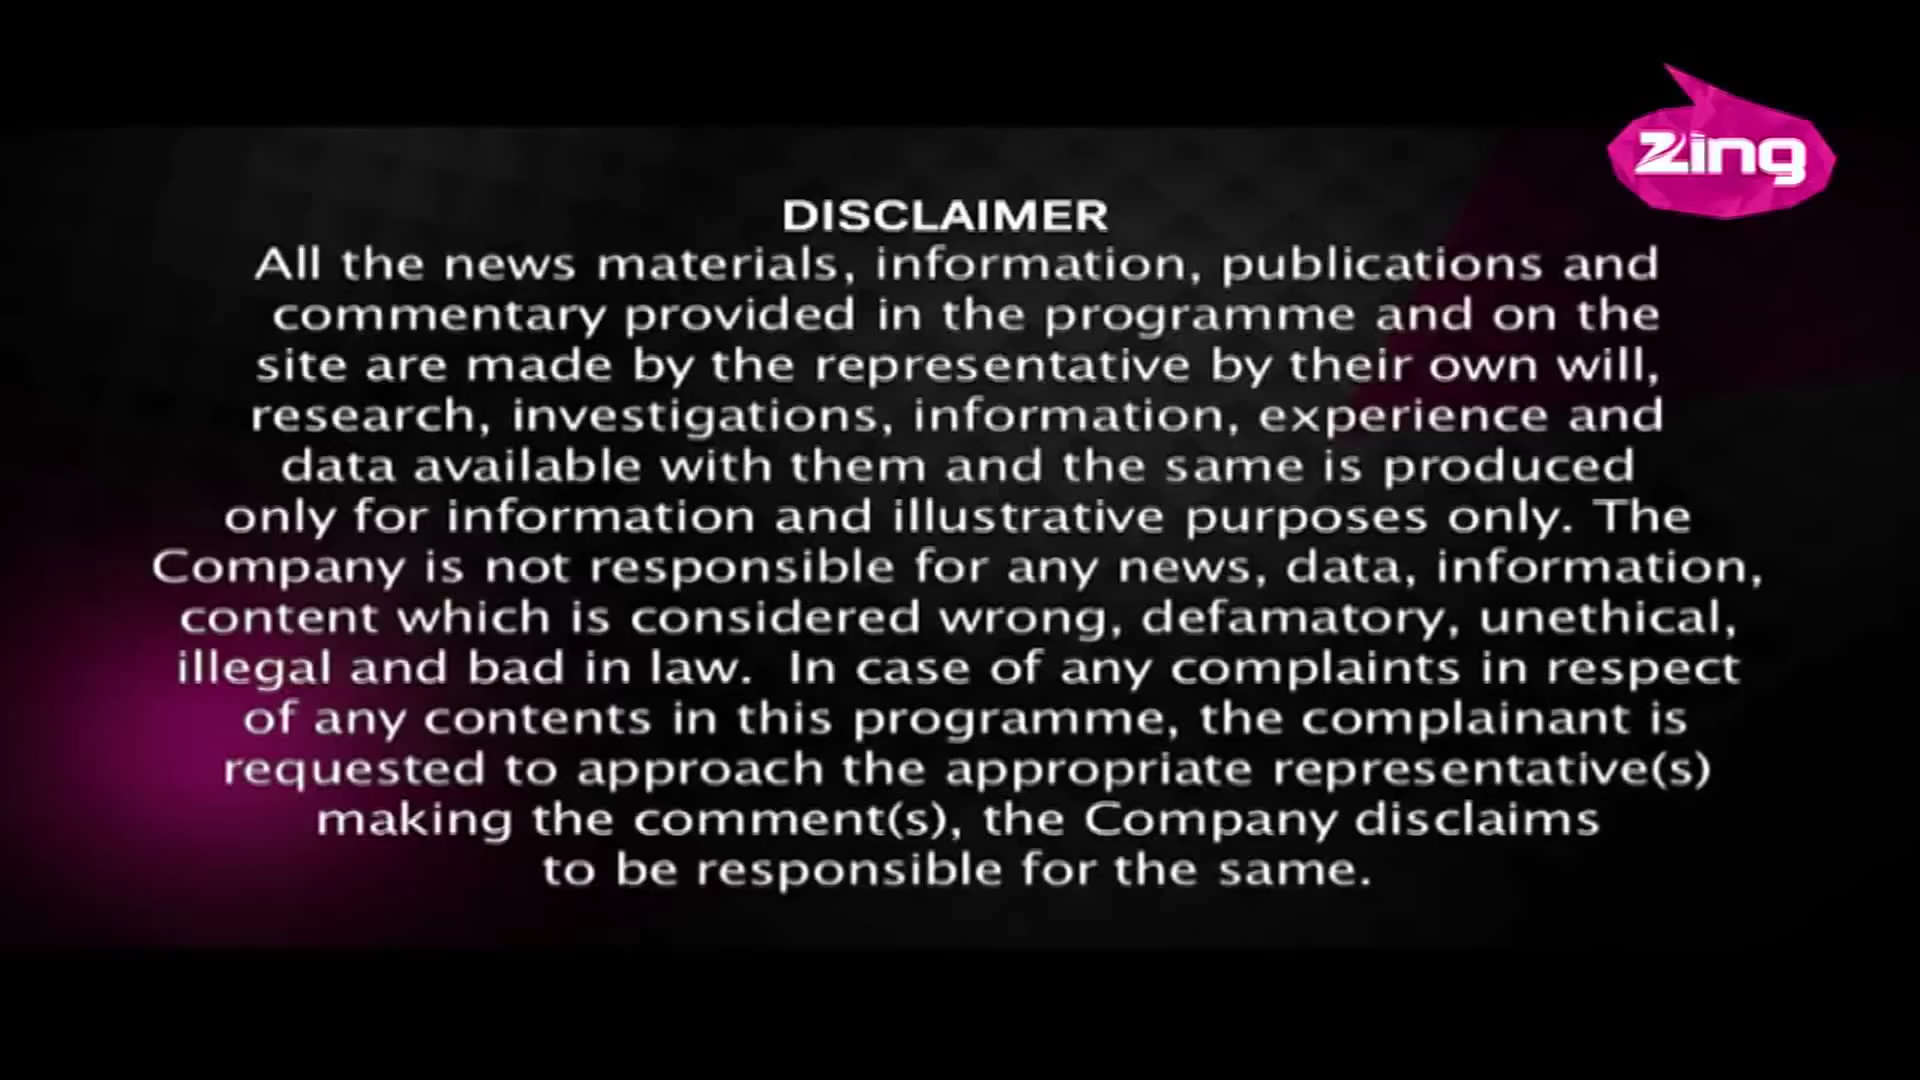 Zing
DISCLAIMER
All the news materials, information, publications and
commentary provided in the programme and on the
site are made by the representative by their own will,
research, investigations, information, experience and
data available with them and the same is produced
only for information and illustrative purposes only. The
Company is not responsible for any news, data, information,
content which is considered wrong, defamatory, unethical,
illegal and bad in law.  In case of any complaints in respect
of any contents in this programme, the complainant is
requested to approach the appropriate representative(s)
making the comment(s), the Company disclaims
to be responsible for the same.